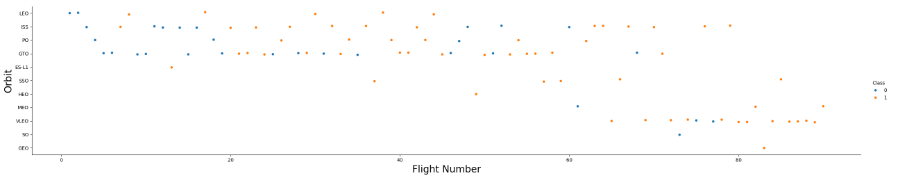 LEO
ISS
PO
GTO
ES-L1
SSO
HEO
MEO
VLEO
SO
GEO
Orbit
0
20
40
60
80
Flight Number
Class
0
1